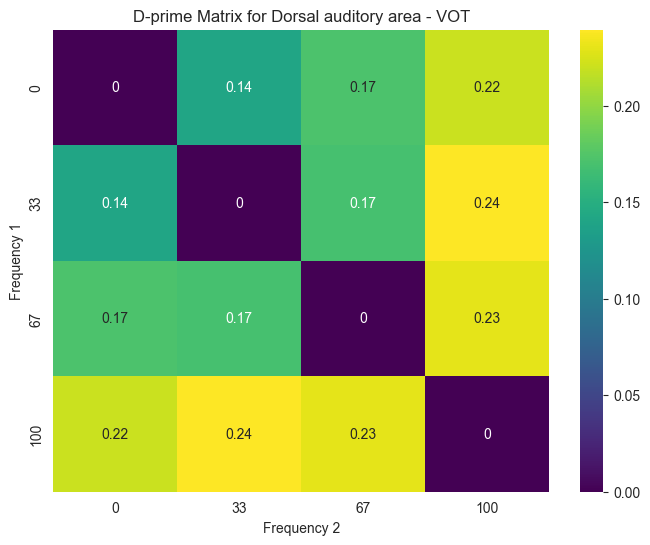 D-prime Matrix for Dorsal auditory area - VOT
0 0 0.14 0.17 0.22
33 0.14 0 0.17 0.24
67 0.17 0.17 0 0.23
100 0.22 0.24 0.23 0
0 33 67 100
Frequency 1
Frequency 2
0.20
0.15
0.10
0.05
0.00